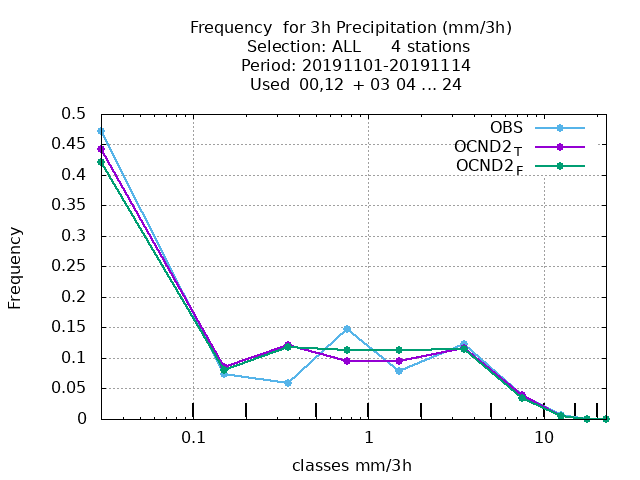 Frequency  for 3h Precipitation (mm/3h)
Selection: ALL      4 stations
Period: 20191101-20191114
Used  00,12  + 03 04 ... 24
0.5
OBS
0.45
OCND2T
0.4
OCND2F
0.35
0.3
0.25
0.2
0.15
0.1
0.05
0
Frequency
0.1
1
10
classes mm/3h